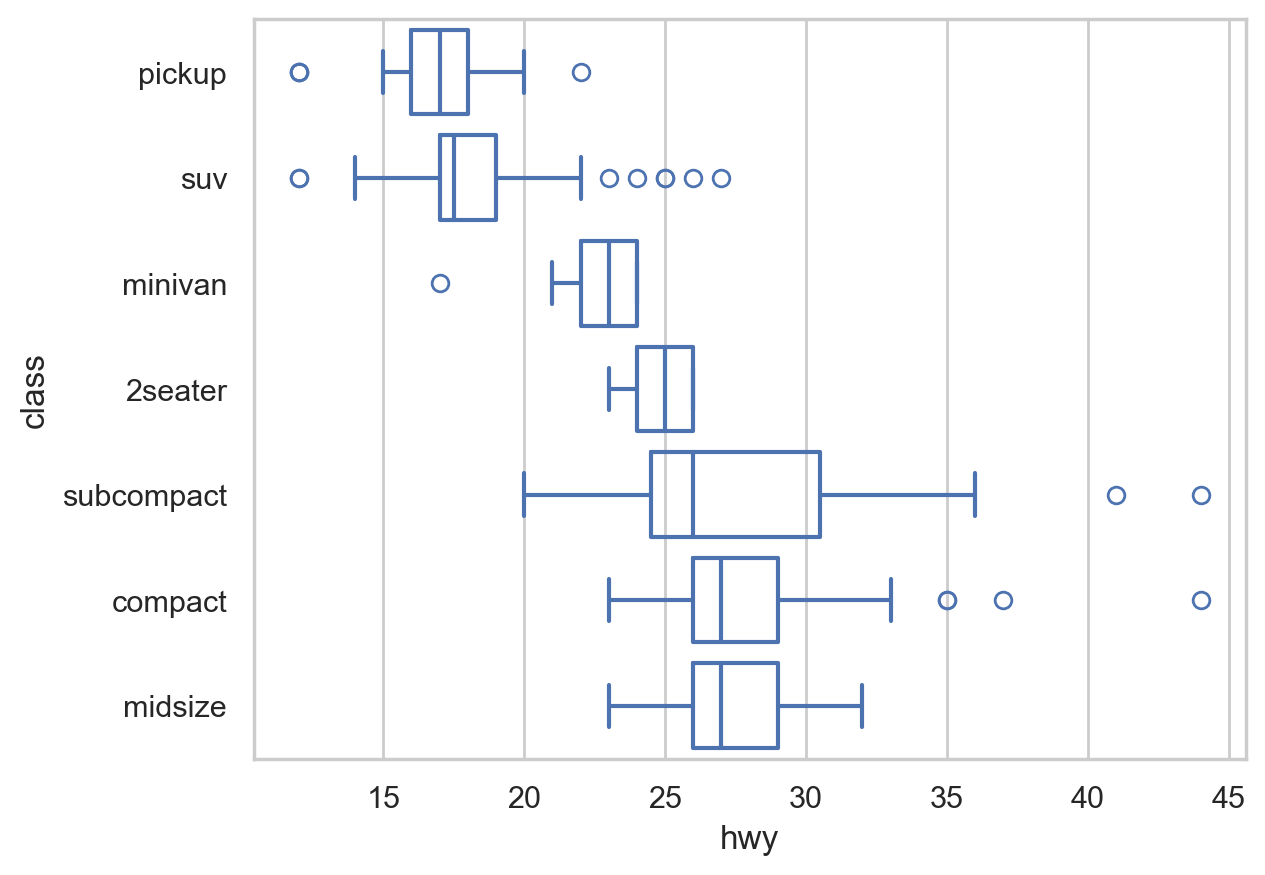 class
pickup
suv
minivan
2seater
subcompact
compact
midsize
15 20 25 30 35 40 45
hwy